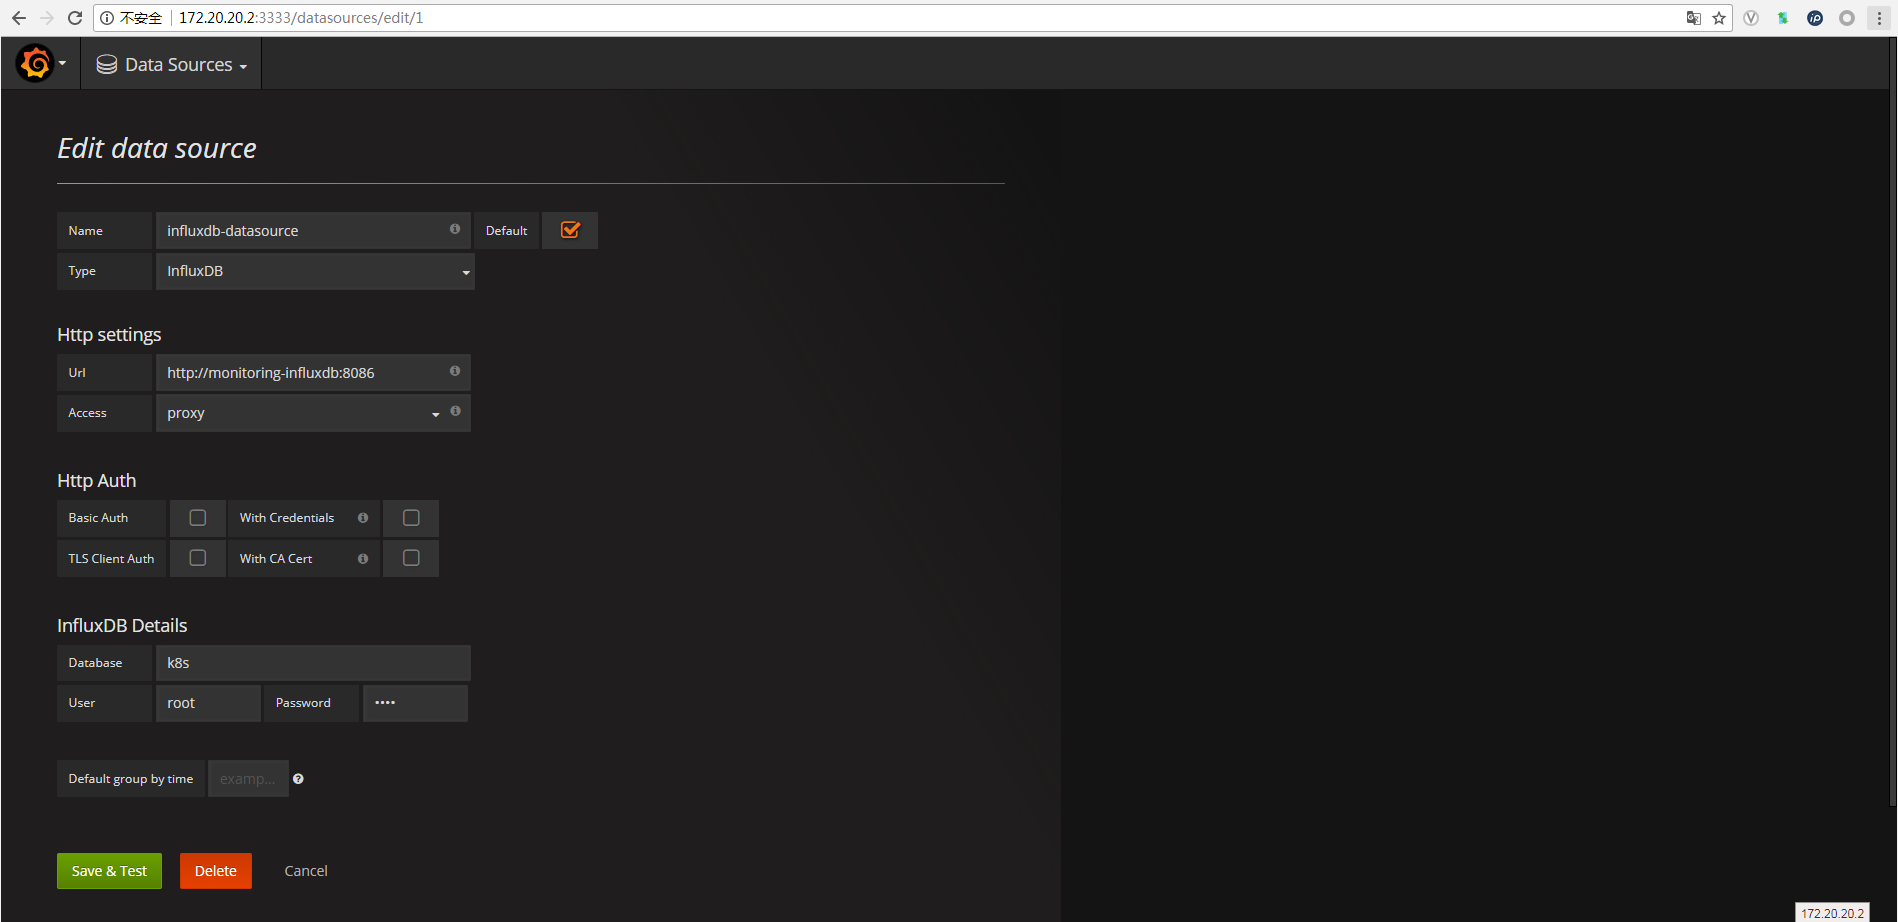 不安全 172.20.20.2:3333/datasources/edit/1
Data Sources
Edit data source
Name influxdb-datasource Default
Type InfluxDB
Http settings
Url http://monitoring-influxdb:8086
Access proxy
Http Auth
Basic Auth With Credentials
TLS Client Auth With CA Cert
InfluxDB Details
Database k8s
User root Password ••••
Default group by time examp...
Save & Test Delete Cancel
172.20.20.2